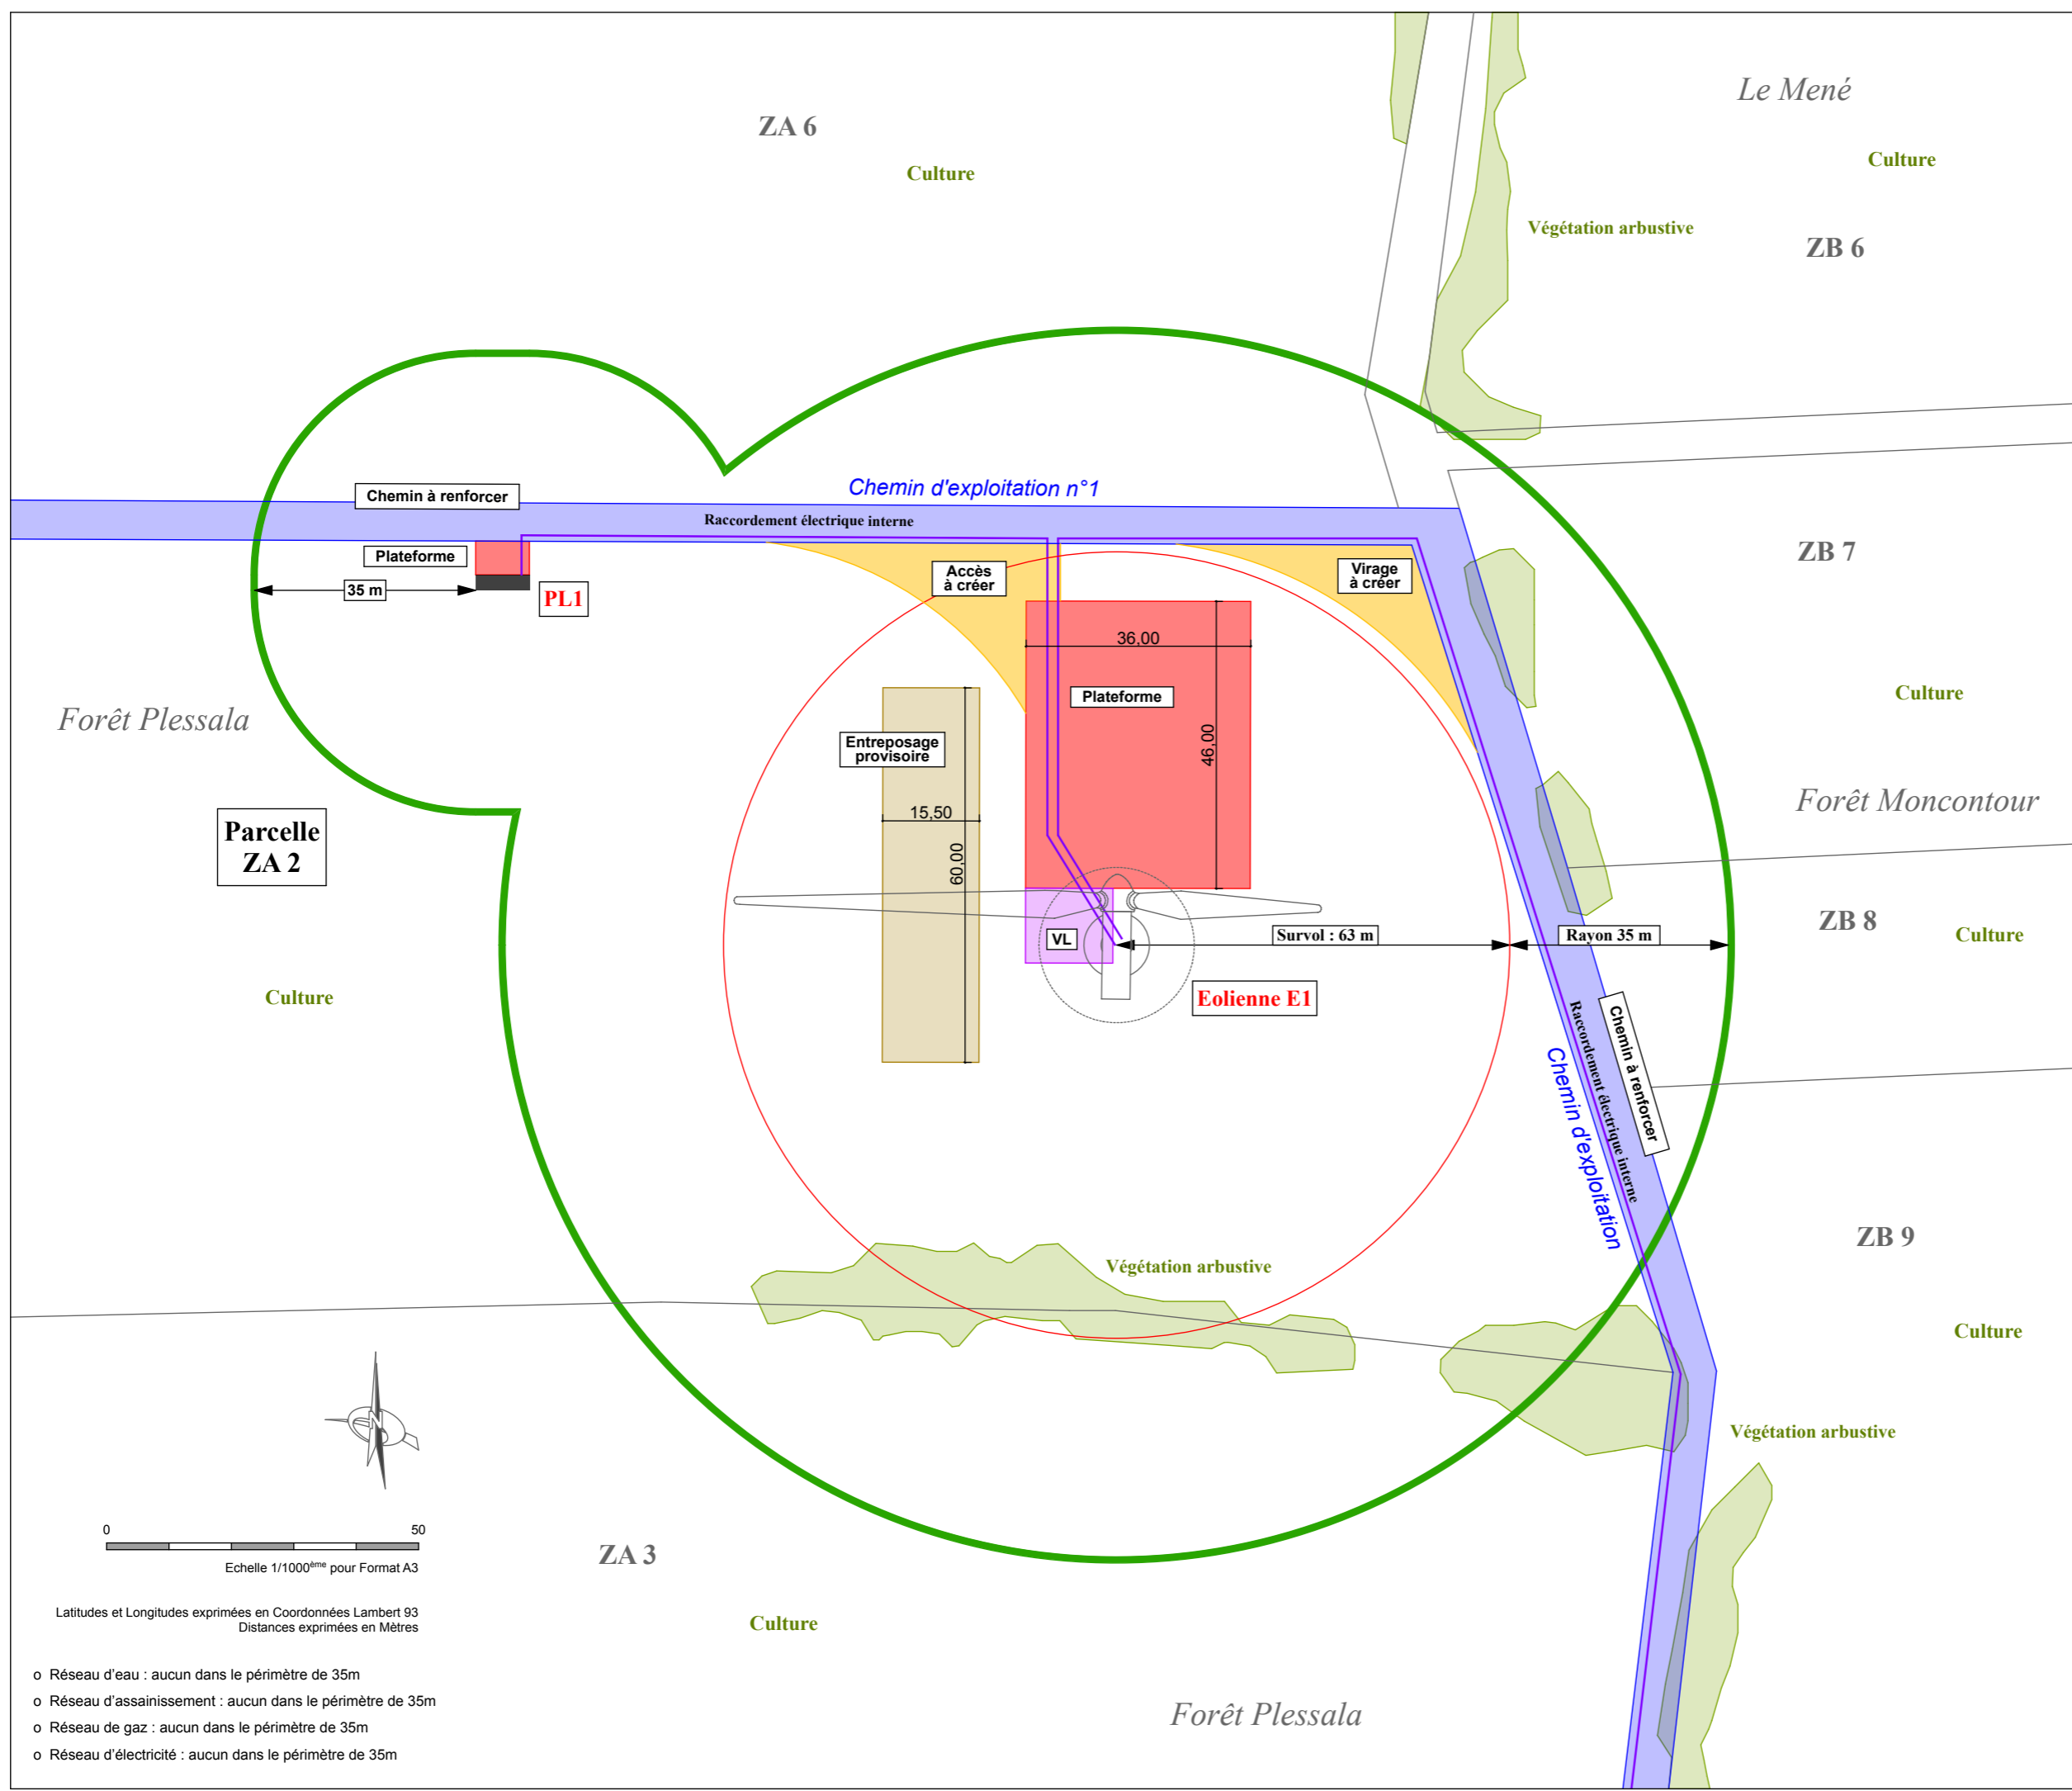 Le Mené
ZA 6
Culture
Culture
Végétation arbustive
ZB 6
Chemin à renforcer
Chemin d'exploitation n°1
Raccordement électrique interne
Plateforme
35 m
PL1
Accès
à créer
Virage
à créer
ZB 7
36,00
Plateforme
46,00
Culture
Forêt Plessala
Entreposage
provisoire
15,50
60,00
Forêt Moncontour
Parcelle
ZA 2
VL
Survol : 63 m
Rayon 35 m
ZB 8
Culture
Eolienne E1
Culture
Chemin à renforcer
Raccordement électrique interne
Chemin d'exploitation
ZB 9
Végétation arbustive
Culture
Végétation arbustive
N
0 50
Echelle 1/1000ème pour Format A3
ZA 3
Latitudes et Longitudes exprimées en Coordonnées Lambert 93
Distances exprimées en Mètres
Culture
o Réseau d'eau : aucun dans le périmètre de 35m
o Réseau d'assainissement : aucun dans le périmètre de 35m
o Réseau de gaz : aucun dans le périmètre de 35m
o Réseau d'électricité : aucun dans le périmètre de 35m
Forêt Plessala